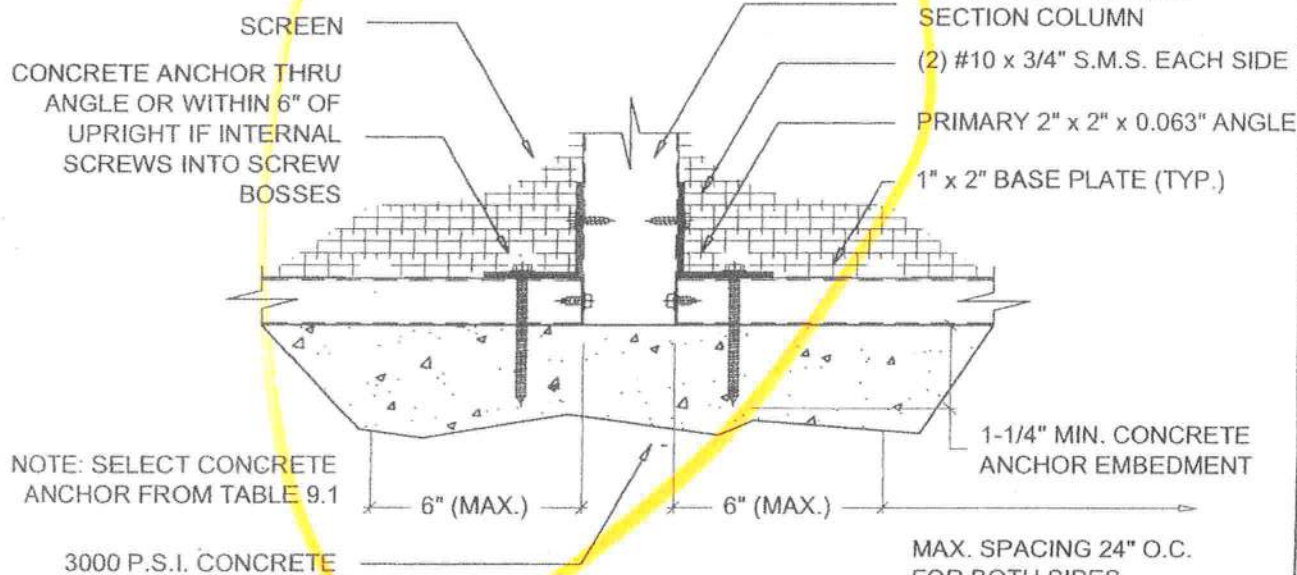 SCREEN
CONCRETE ANCHOR THRU
ANGLE OR WITHIN 6" OF
UPRIGHT IF INTERNAL
SCREWS INTO SCREW
BOSSES
SECTION COLUMN
(2) #10 x 3/4" S.M.S. EACH SIDE
PRIMARY 2" x 2" x 0.063" ANGLE
1" x 2" BASE PLATE (TYP.)
1-1/4" MIN. CONCRETE
ANCHOR EMBEDMENT
NOTE: SELECT CONCRETE
ANCHOR FROM TABLE 9.1
6" (MAX.)
6" (MAX.)
3000 P.S.I. CONCRETE
MAX. SPACING 24" O.C.
FOR BOTH SIDES